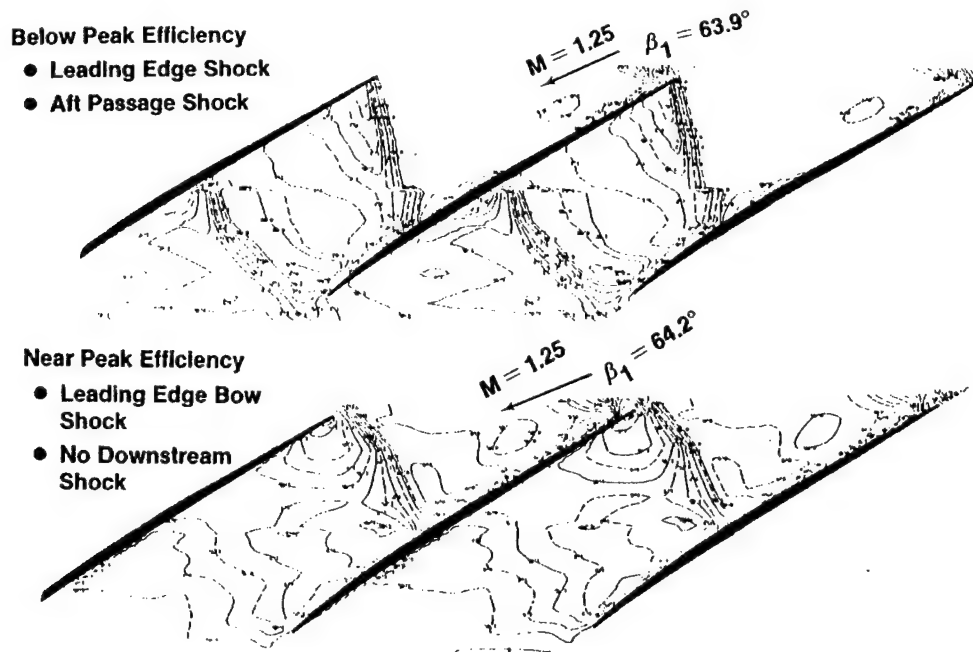 Below Peak Efficiency
● Leading Edge Shock
● Aft Passage Shock
M = 1.25
β₁ = 63.9°
Near Peak Efficiency
● Leading Edge Bow
Shock
● No Downstream
Shock
M = 1.25
β₁ = 64.2°